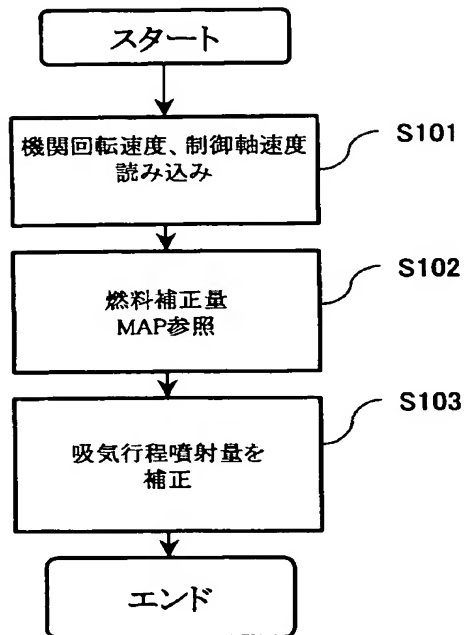 スタート
機関回転速度、制御軸速度
読み込み
S101
燃料補正量
MAP参照
S102
吸気行程噴射量を
補正
S103
エンド